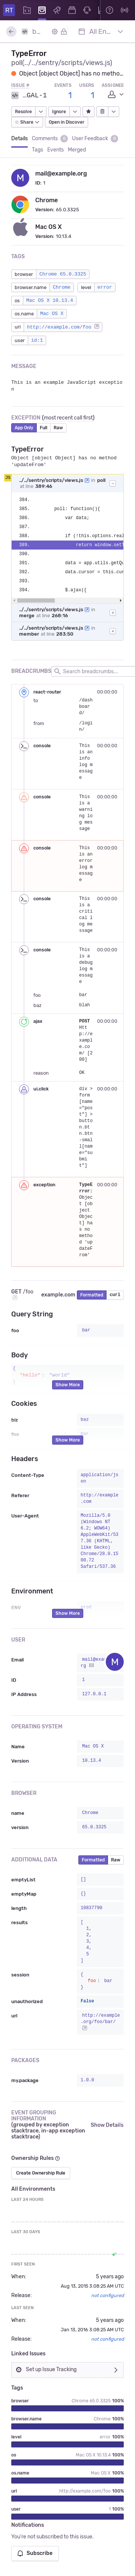 RT
b...
All En...
TypeError
poll(../../sentry/scripts/views.js)
Object [object Object] has no metho...
ISSUE #
EVENTS
USERS
ASSIGNEE
...GAL-1
1
1
Resolve
Ignore
Share
Open in Discover
Details
Comments 0
User Feedback 0
Tags
Events
Merged
M
mail@example.org
ID: 1
Chrome
Version: 65.0.3325
Mac OS X
Version: 10.13.4
TAGS
browser Chrome 65.0.3325
browser.name Chrome level error
os Mac OS X 10.13.4
os.name Mac OS X
url http://example.com/foo
user id:1
MESSAGE
This is an example JavaScript exception
EXCEPTION (most recent call first)
App Only
Full
Raw
TypeError
Object [object Object] has no method 'updateFrom'
../../sentry/scripts/views.js in poll
at line 389:46
384.
385. poll: function(){
386. var data;
387. 
388. if (!this.options.real
389. return window.setT
390. 
391. data = app.utils.getQu
392. data.cursor = this.cur
393. 
394. $.ajax({
../../sentry/scripts/views.js in
merge at line 268:16
../../sentry/scripts/views.js in
member at line 283:50
BREADCRUMBS
Search breadcrumbs...
react-router
00:00:00
to
/dashboard/
from
/login/
console
This is an info log message
00:00:00
console
This is a warning log message
00:00:00
console
This is an error log message
00:00:00
console
This is a critical log message
00:00:00
console
This is a debug message
00:00:00
foo
bar
baz
blah
ajax
POST http://example.com/ [200]
00:00:00
reason
OK
ui.click
div > form[name="post"] > button.btn.btn-small[name="submit"]
00:00:00
exception
TypeError: Object [object Object] has no method 'updateFrom'
00:00:00
GET /foo
example.com
Formatted
curl
Query String
foo
bar
Body
{
"hello": "world"
Show More
Cookies
biz
baz
foo
bar
Show More
Headers
Content-Type
application/json
Referer
http://example.com
User-Agent
Mozilla/5.0 (Windows NT 6.2; WOW64) AppleWebKit/537.36 (KHTML, like Gecko) Chrome/28.0.1500.72 Safari/537.36
Environment
ENV
prod
Show More
USER
Email
mail@example.org
M
ID
1
IP Address
127.0.0.1
OPERATING SYSTEM
Name
Mac OS X
Version
10.13.4
BROWSER
name
Chrome
version
65.0.3325
ADDITIONAL DATA
Formatted
Raw
emptyList
[]
emptyMap
{}
length
10837790
results
[
1,
2,
3,
4,
5
]
session
{
foo: bar
}
unauthorized
False
url
http://example.org/foo/bar/
PACKAGES
my.package
1.0.0
EVENT GROUPING INFORMATION
(grouped by exception stacktrace, in-app exception stacktrace)
Show Details
Ownership Rules
Create Ownership Rule
All Environments
LAST 24 HOURS
LAST 30 DAYS
FIRST SEEN
When:
5 years ago
Aug 13, 2015 3:08:25 AM UTC
Release:
not configured
LAST SEEN
When:
5 years ago
Jan 13, 2016 3:08:25 AM UTC
Release:
not configured
Linked Issues
Set up Issue Tracking
Tags
browser
Chrome 65.0.3325 100%
browser.name
Chrome 100%
level
error 100%
os
Mac OS X 10.13.4 100%
os.name
Mac OS X 100%
url
http://example.com/foo 100%
user
1 100%
Notifications
You're not subscribed to this issue.
Subscribe